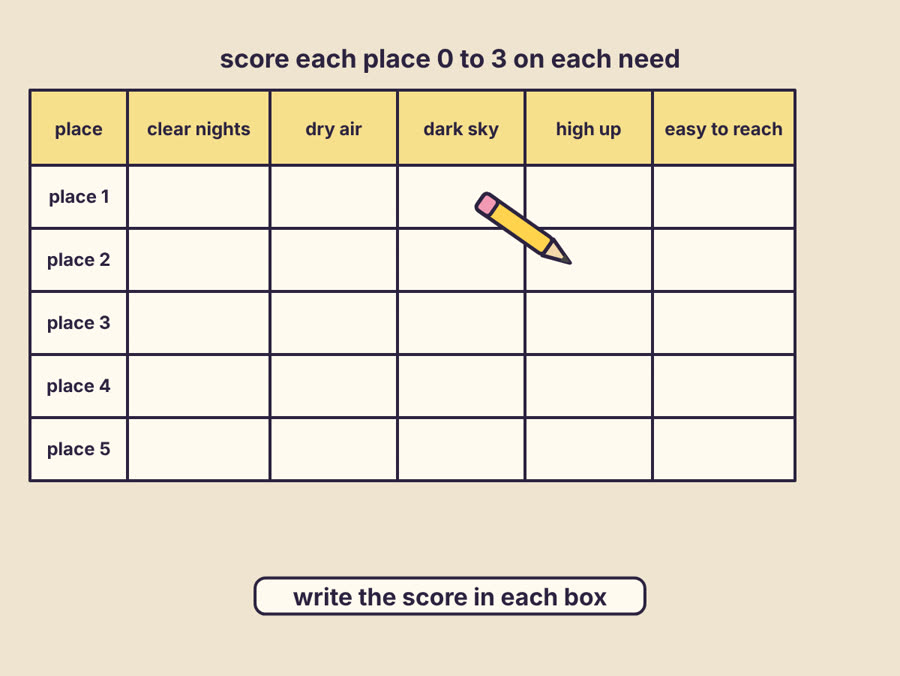 score each place 0 to 3 on each need
place clear nights dry air dark sky high up easy to reach
place 1
place 2
place 3
place 4
place 5
write the score in each box